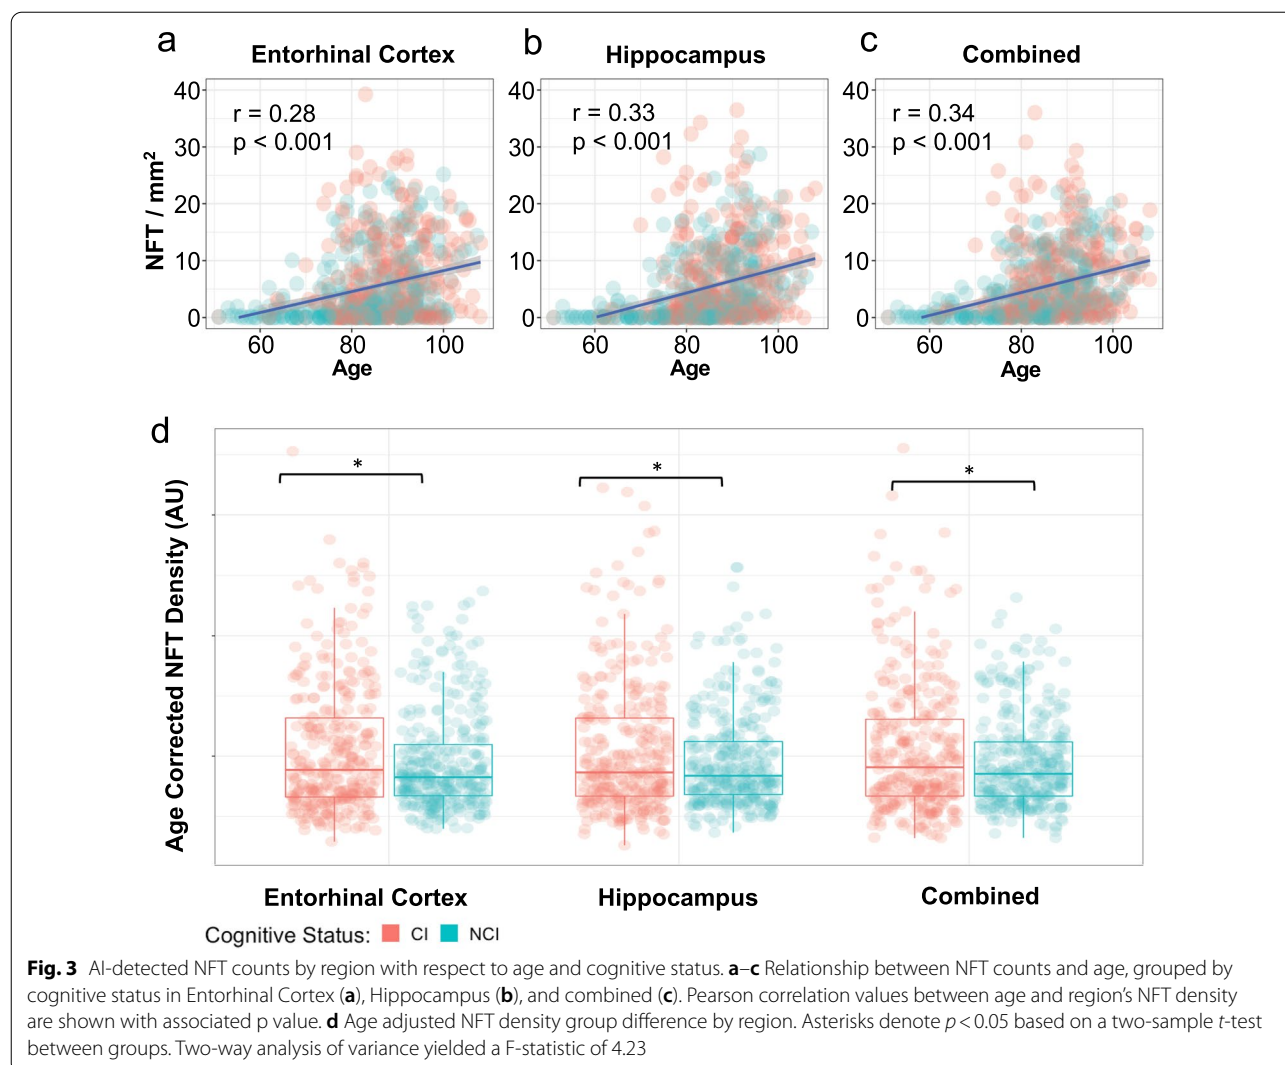 a
Entorhinal Cortex
b
Hippocampus
c
Combined
NFT / mm²
40
30
20
10
0
r = 0.28
p < 0.001
60 80 100
Age
40
30
20
10
0
r = 0.33
p < 0.001
60 80 100
Age
40
30
20
10
0
r = 0.34
p < 0.001
60 80 100
Age
d
Age Corrected NFT Density (AU)
* * *
Entorhinal Cortex Hippocampus Combined
Cognitive Status: CI NCI
Fig. 3 AI-detected NFT counts by region with respect to age and cognitive status. a–c Relationship between NFT counts and age, grouped by
cognitive status in Entorhinal Cortex (a), Hippocampus (b), and combined (c). Pearson correlation values between age and region's NFT density
are shown with associated p value. d Age adjusted NFT density group difference by region. Asterisks denote p < 0.05 based on a two-sample t-test
between groups. Two-way analysis of variance yielded a F-statistic of 4.23